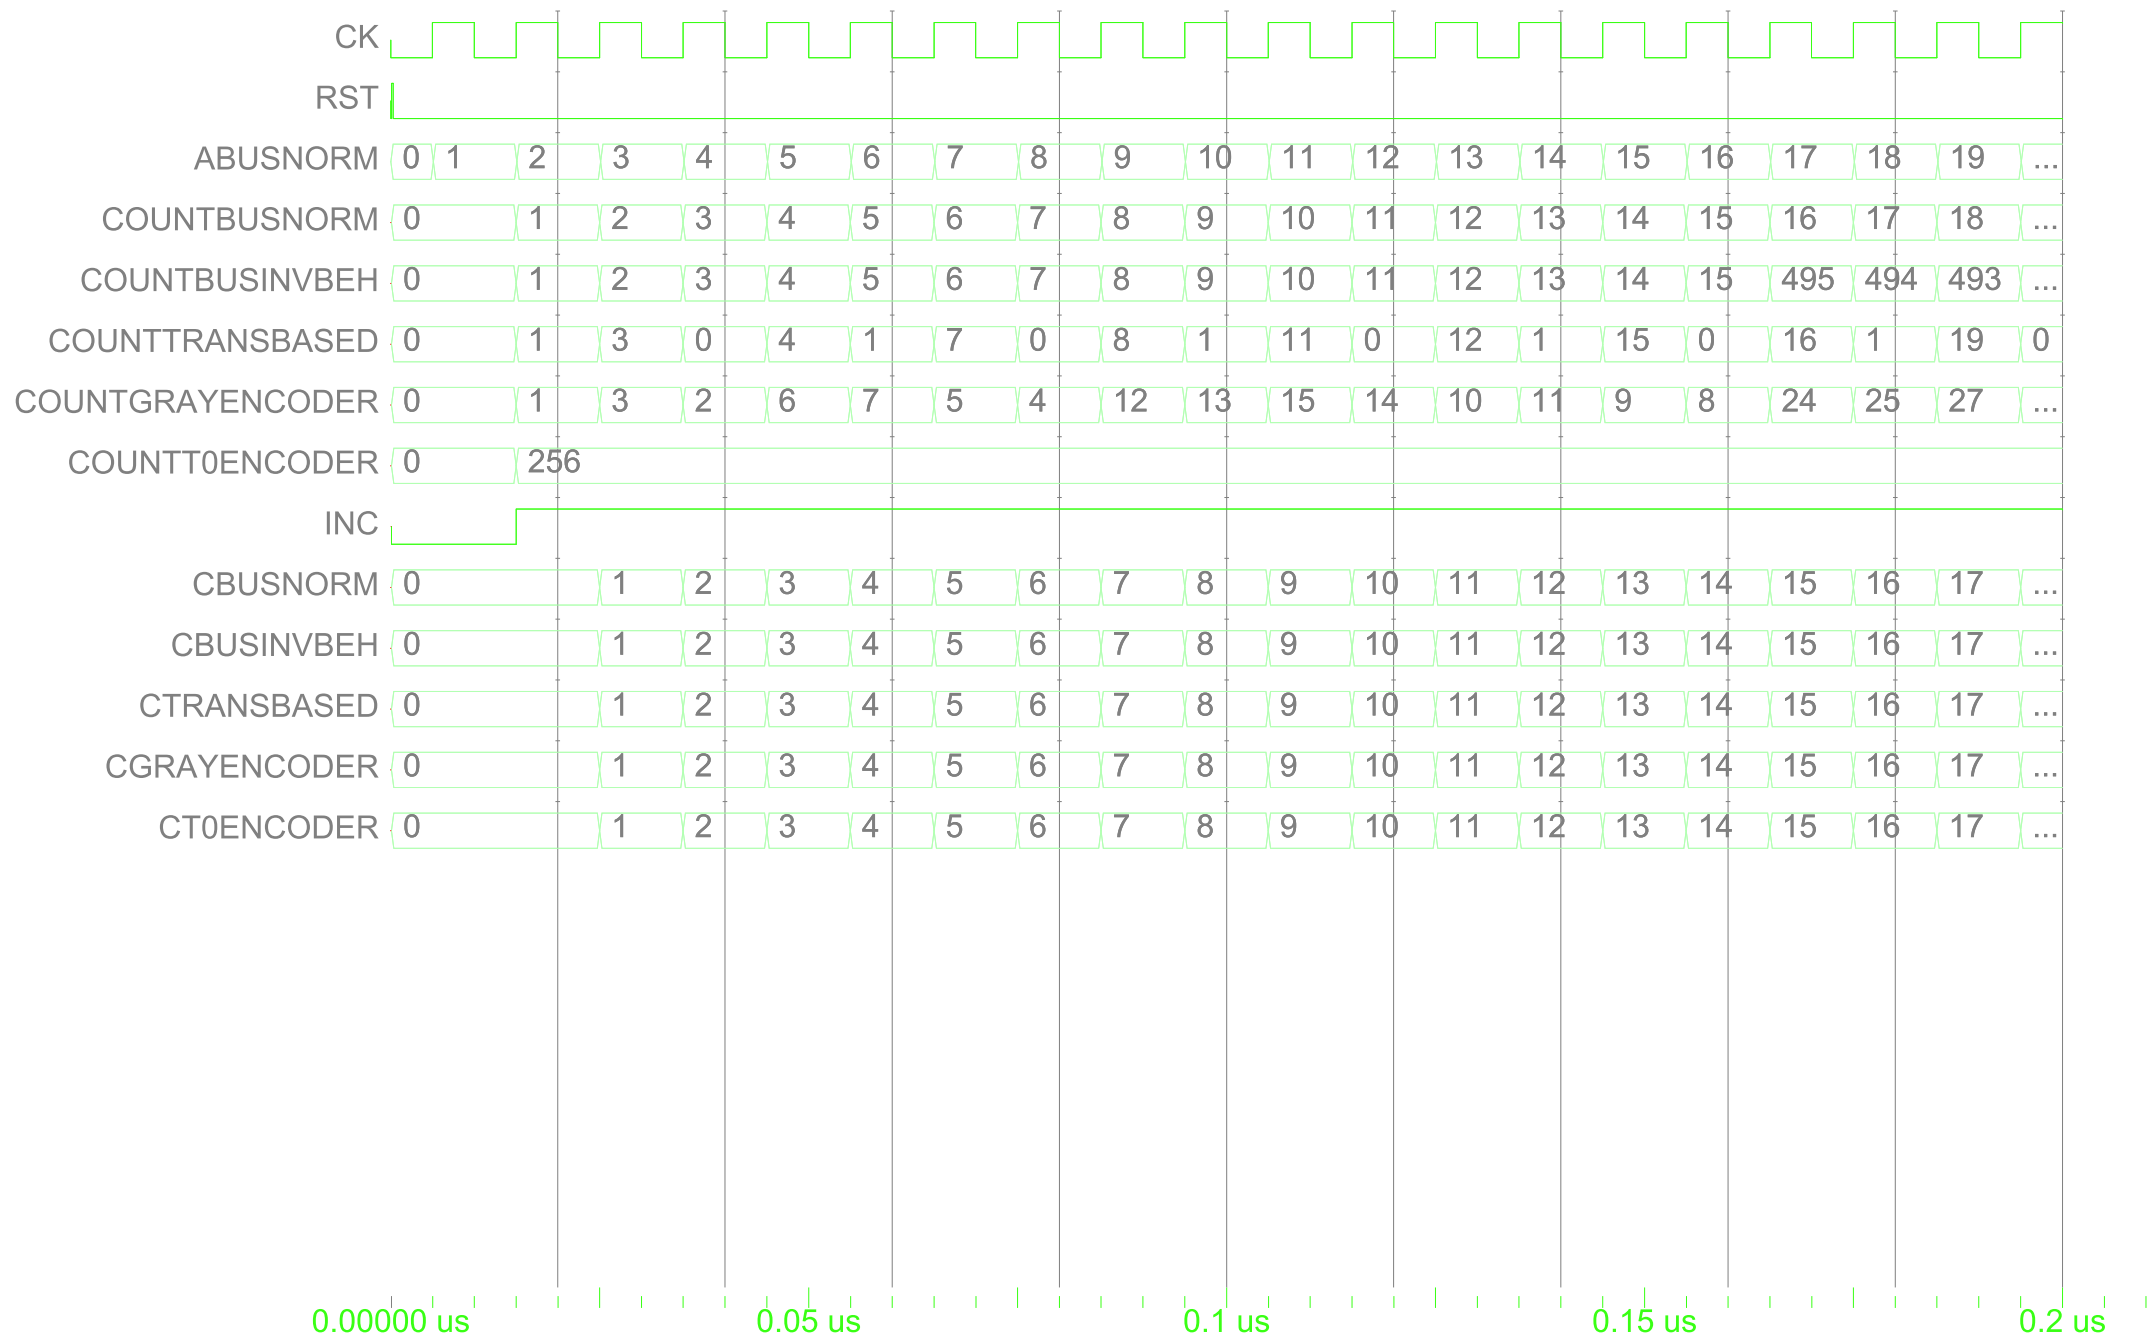 CK
RST
ABUSNORM 0 1 2 3 4 5 6 7 8 9 10 11 12 13 14 15 16 17 18 19 ...
COUNTBUSNORM 0 1 2 3 4 5 6 7 8 9 10 11 12 13 14 15 16 17 18 ...
COUNTBUSINVBEH 0 1 2 3 4 5 6 7 8 9 10 11 12 13 14 15 495 494 493 ...
COUNTTRANSBASED 0 1 3 0 4 1 7 0 8 1 11 0 12 1 15 0 16 1 19 0
COUNTGRAYENCODER 0 1 3 2 6 7 5 4 12 13 15 14 10 11 9 8 24 25 27 ...
COUNTT0ENCODER 0 256
INC
CBUSNORM 0 1 2 3 4 5 6 7 8 9 10 11 12 13 14 15 16 17 ...
CBUSINVBEH 0 1 2 3 4 5 6 7 8 9 10 11 12 13 14 15 16 17 ...
CTRANSBASED 0 1 2 3 4 5 6 7 8 9 10 11 12 13 14 15 16 17 ...
CGRAYENCODER 0 1 2 3 4 5 6 7 8 9 10 11 12 13 14 15 16 17 ...
CT0ENCODER 0 1 2 3 4 5 6 7 8 9 10 11 12 13 14 15 16 17 ...
0.00000 us 0.05 us 0.1 us 0.15 us 0.2 us